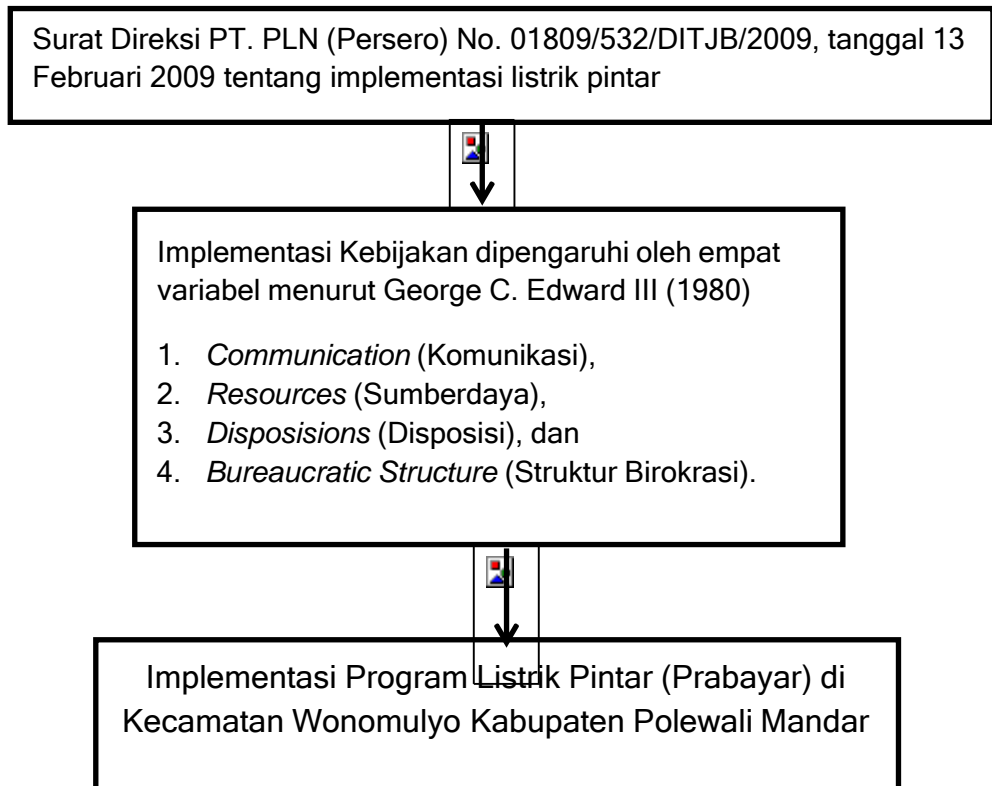 Surat Direksi PT. PLN (Persero) No. 01809/532/DITJB/2009, tanggal 13
Februari 2009 tentang implementasi listrik pintar
Implementasi Kebijakan dipengaruhi oleh empat
variabel menurut George C. Edward III (1980)
1. Communication (Komunikasi),
2. Resources (Sumberdaya),
3. Disposisions (Disposisi), dan
4. Bureaucratic Structure (Struktur Birokrasi).
Implementasi Program Listrik Pintar (Prabayar) di
Kecamatan Wonomulyo Kabupaten Polewali Mandar